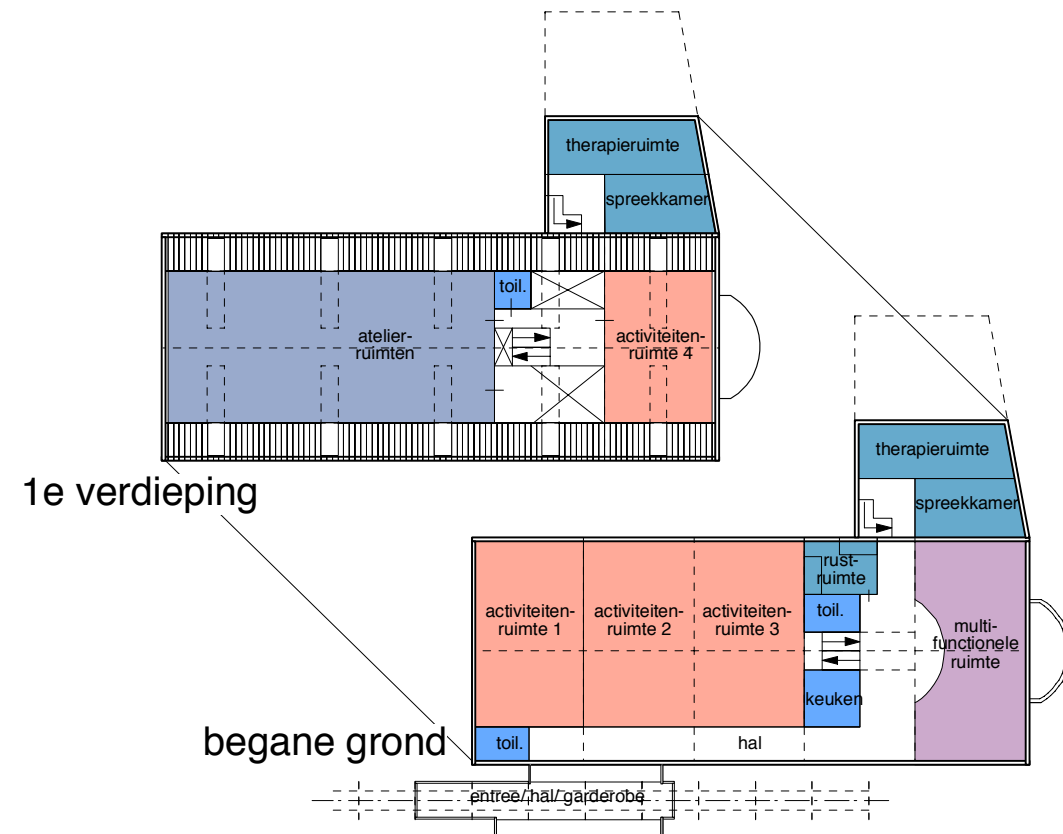 therapieruimte
spreekkamer
toil.
atelier-
ruimten
activiteiten-
ruimte 4
1e verdieping
therapieruimte
spreekkamer
rust-
ruimte
activiteiten-
ruimte 1
activiteiten-
ruimte 2
activiteiten-
ruimte 3
toil.
multi-
functionele
ruimte
keuken
begane grond
toil.
hal
entree/ hal/ garderobe